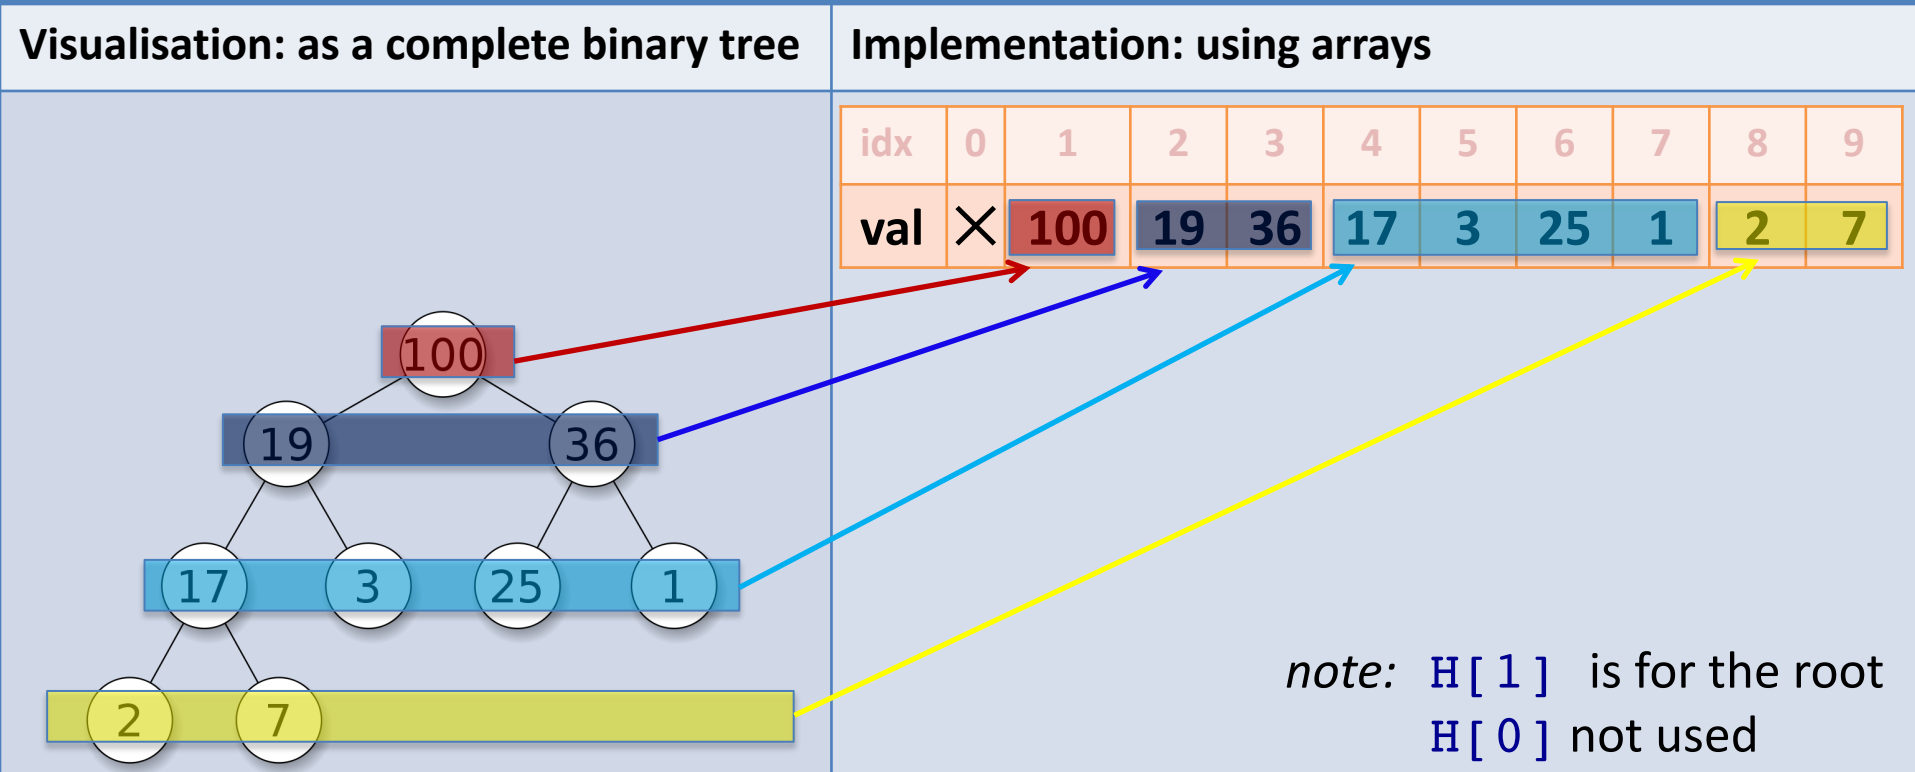 Visualisation: as a complete binary tree
Implementation: using arrays
idx 0 1 2 3 4 5 6 7 8 9
val × 100 19 36 17 3 25 1 2 7
100
19 36
17 3 25 1
2 7
note: H[1] is for the root
H[0] not used